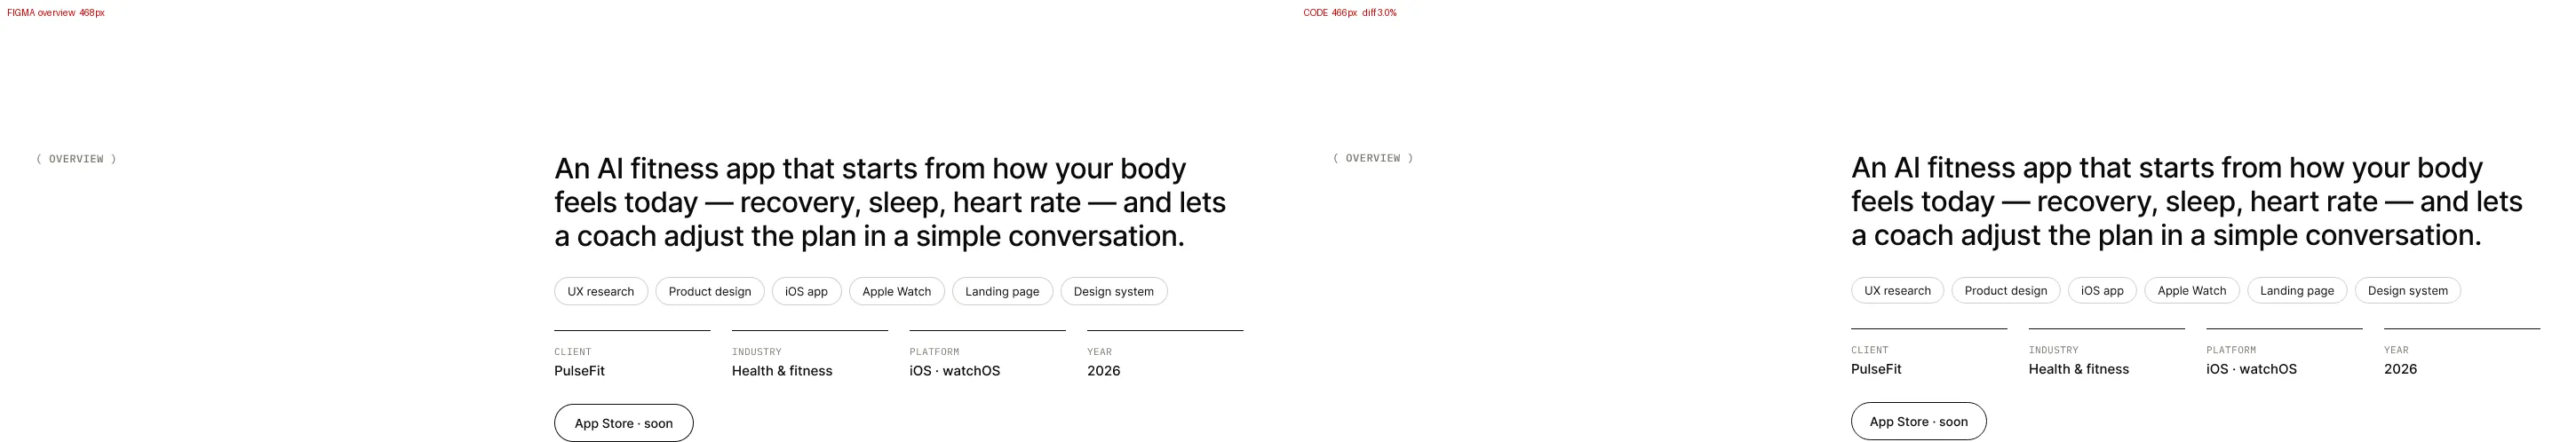 FIGMA overview 468px
( OVERVIEW )
An AI fitness app that starts from how your body
feels today — recovery, sleep, heart rate — and lets
a coach adjust the plan in a simple conversation.
UX research Product design iOS app Apple Watch Landing page Design system
CLIENT INDUSTRY PLATFORM YEAR
PulseFit Health & fitness iOS · watchOS 2026
App Store · soon
CODE 466px diff 3.0%
( OVERVIEW )
An AI fitness app that starts from how your body
feels today — recovery, sleep, heart rate — and lets
a coach adjust the plan in a simple conversation.
UX research Product design iOS app Apple Watch Landing page Design system
CLIENT INDUSTRY PLATFORM YEAR
PulseFit Health & fitness iOS · watchOS 2026
App Store · soon